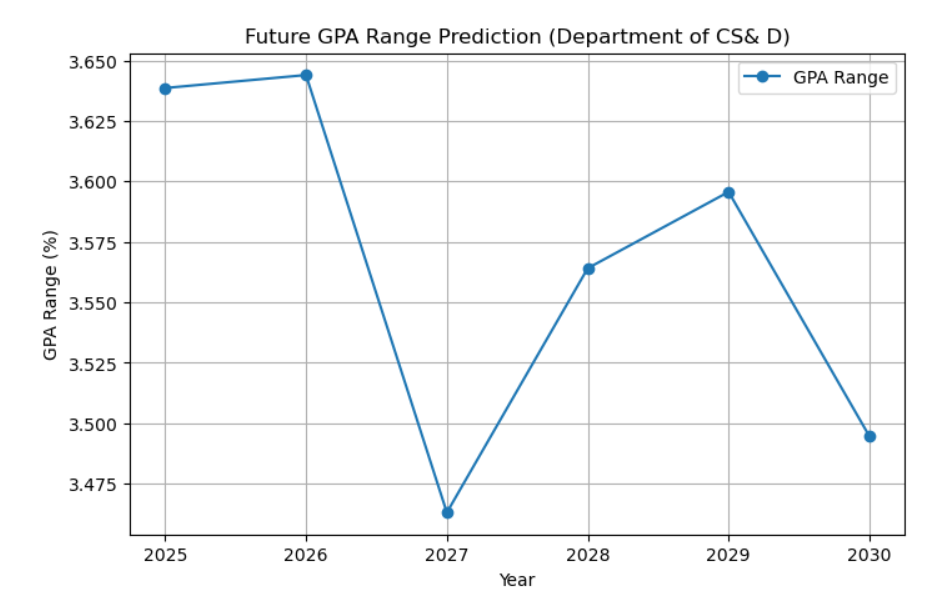 Future GPA Range Prediction (Department of CS& D)
GPA Range
3.650
3.625
3.600
3.575
3.550
3.525
3.500
3.475
GPA Range (%)
2025 2026 2027 2028 2029 2030
Year